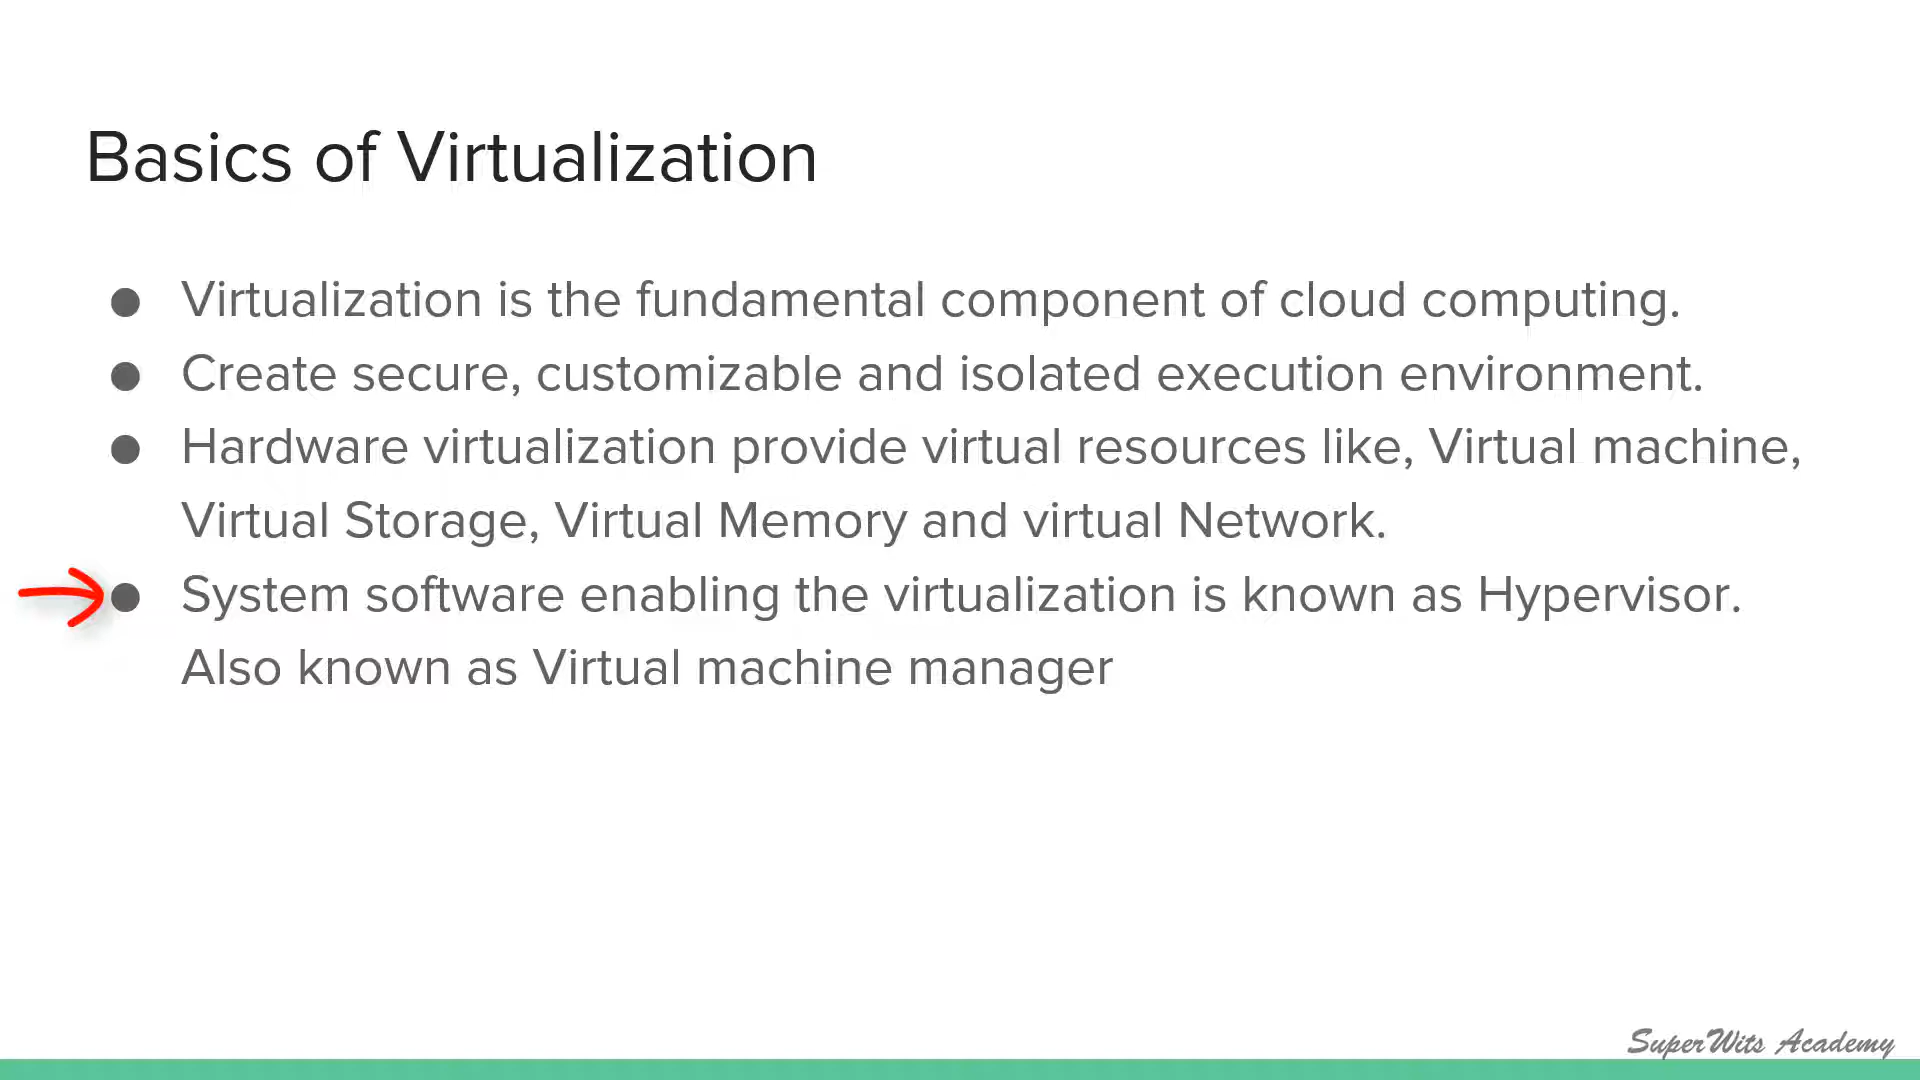 Basics of Virtualization
● Virtualization is the fundamental component of cloud computing.
● Create secure, customizable and isolated execution environment.
● Hardware virtualization provide virtual resources like, Virtual machine,
Virtual Storage, Virtual Memory and virtual Network.
● System software enabling the virtualization is known as Hypervisor.
Also known as Virtual machine manager
SuperWits Academy